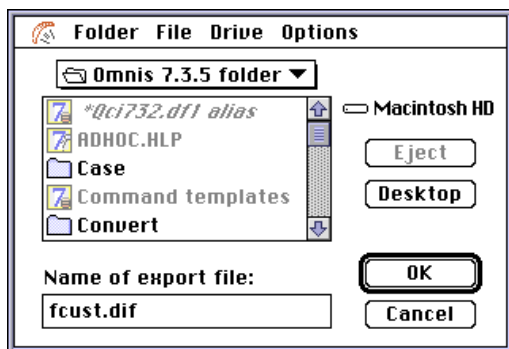 Folder File Drive Options
Omnis 7.3.5 folder
*Qci732.df1 alias
Macintosh HD
ADHOC.HLP
Eject
Case
Command templates
Desktop
Convert
Name of export file:
OK
fcust.dif
Cancel